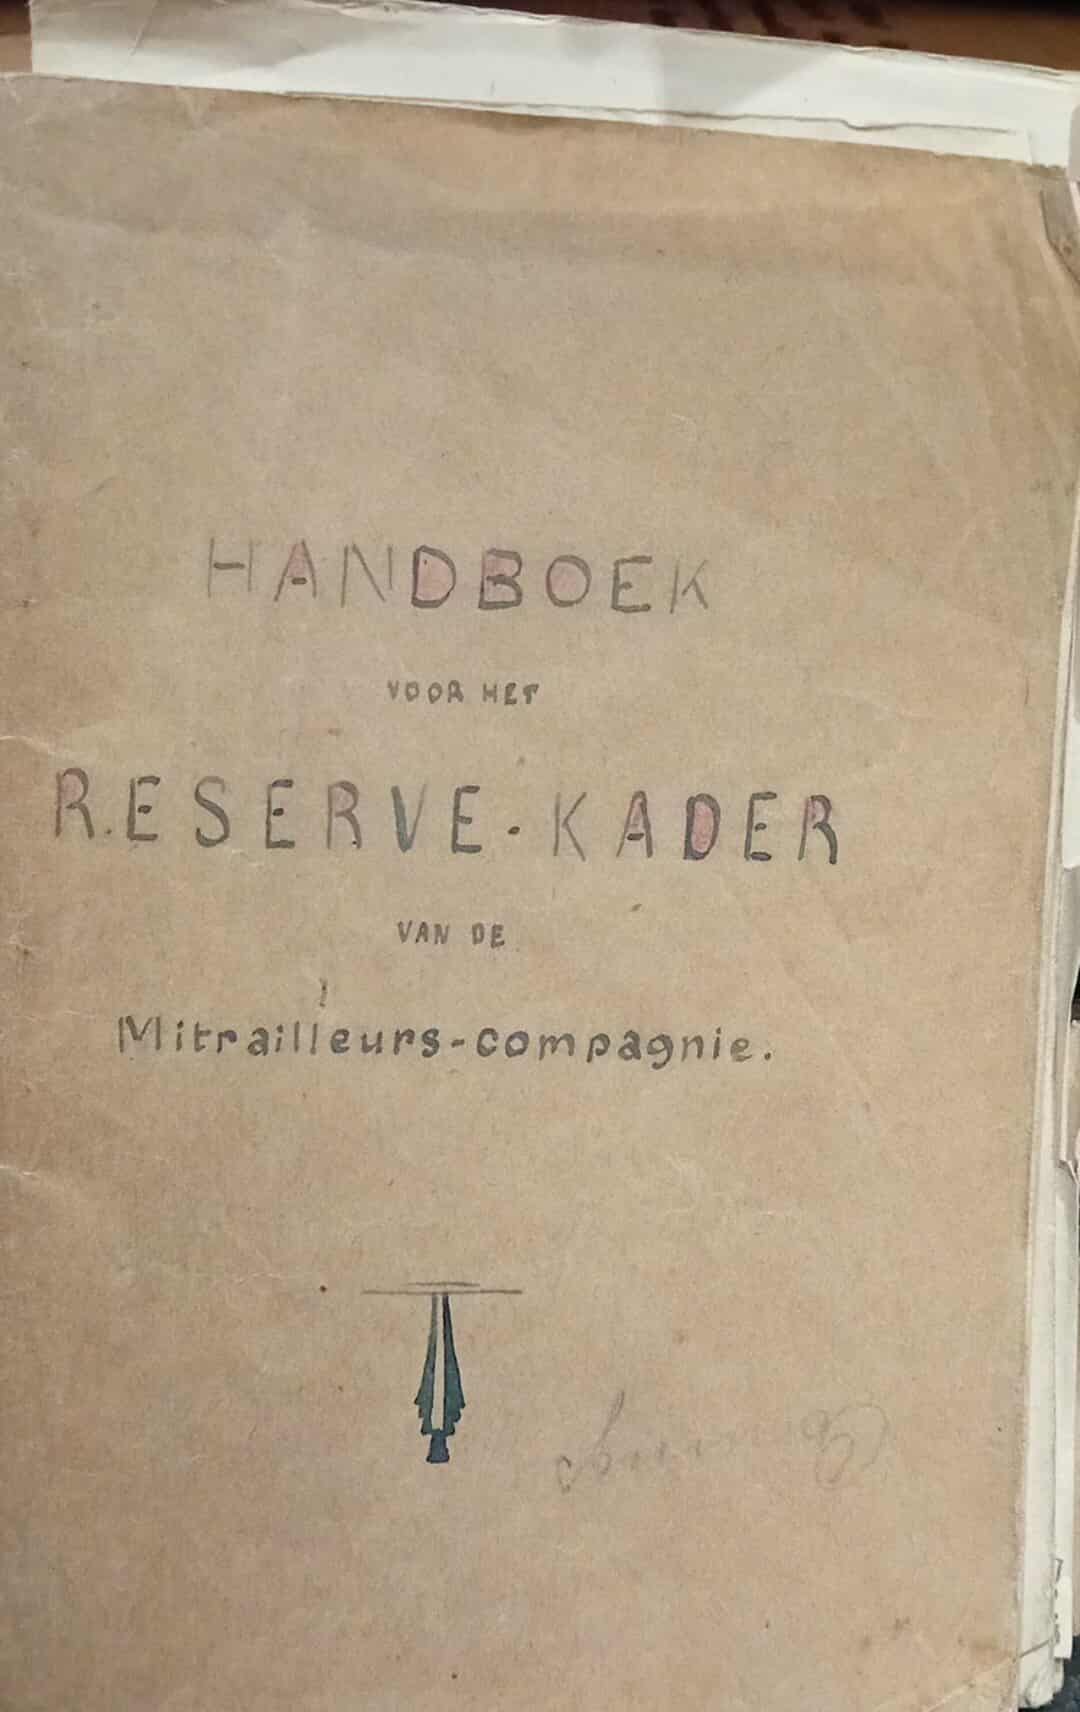 HANDBOEK
VOOR HET
RESERVE-KADER
VAN DE
Mitrailleurs-compagnie.